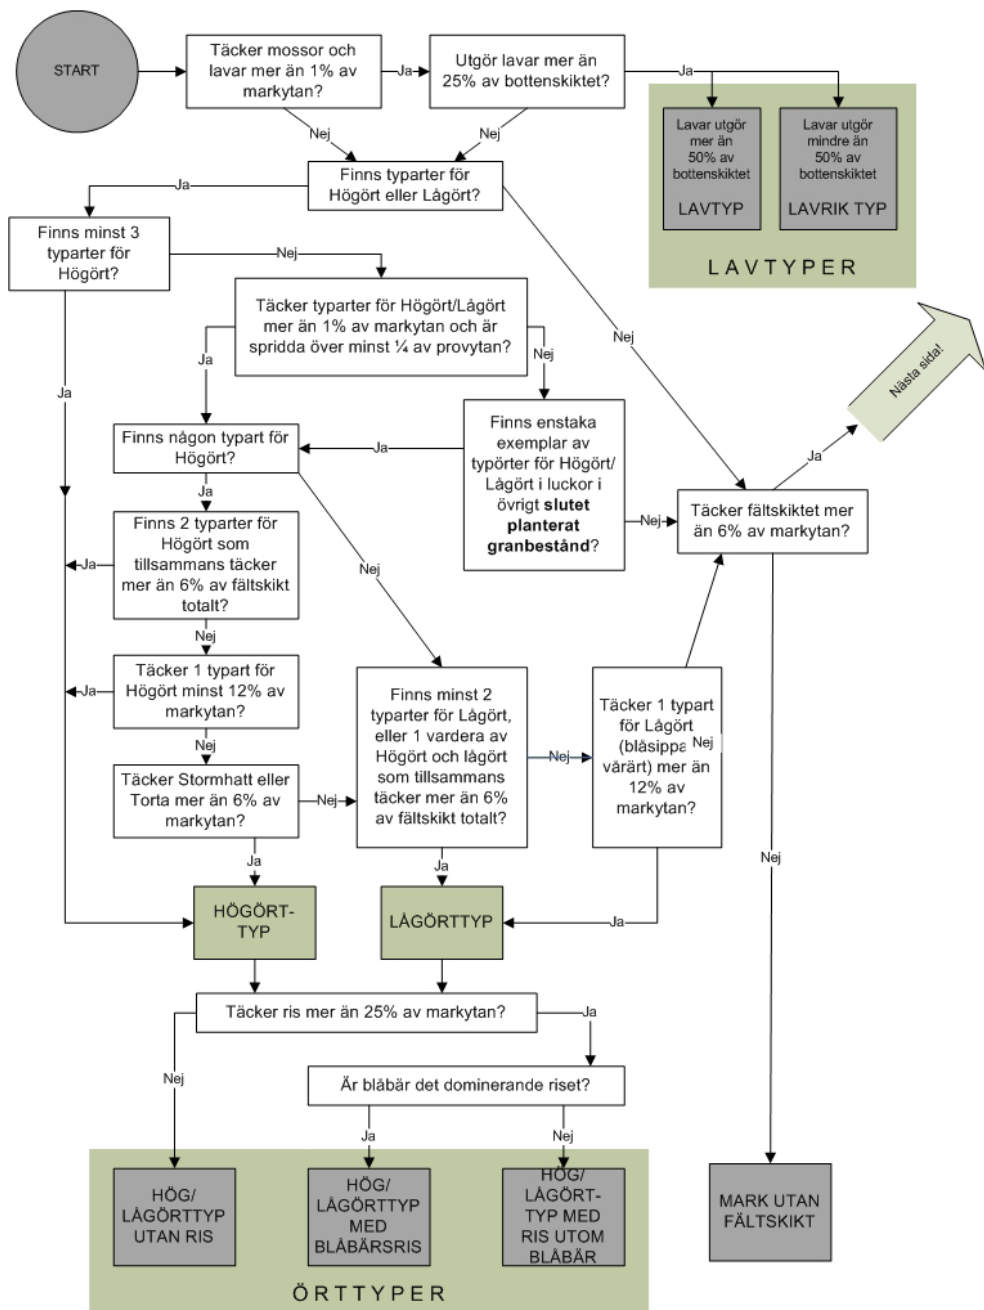 START
Täcker mossor och
lavar mer än 1% av
markytan?
Ja
Utgör lavar mer än
25% av bottenskiktet?
Ja
Nej
Nej
Lavar utgör
mer än
50% av
bottenskiktet
LAVTYP
Lavar utgör
mindre än
50% av
bottenskiktet
LAVRIK TYP
LAVTYPER
Finns typarter för
Högört eller Lågört?
Ja
Nej
Finns minst 3
typarter för
Högört?
Nej
Ja
Täcker typarter för Högört/Lågört
mer än 1% av markytan och är
spridda över minst ¼ av provytan?
Ja
Nej
Nästa sida!
Finns enstaka
exemplar av
typörter för Högört/
Lågört i luckor i
övrigt slutet
planterat
granbestånd?
Ja
Nej
Finns någon typart för
Högört?
Ja
Nej
Täcker fältskiktet mer
än 6% av markytan?
Ja
Nej
Finns 2 typarter för
Högört som
tillsammans täcker
mer än 6% av fältskikt
totalt?
Ja
Nej
Täcker 1 typart för
Högört minst 12% av
markytan?
Ja
Nej
Täcker Stormhatt eller
Torta mer än 6% av
markytan?
Nej
Ja
Finns minst 2
typarter för Lågört,
eller 1 vardera av
Högört och lågört
som tillsammans
täcker mer än 6%
av fältskikt totalt?
Nej
Ja
Täcker 1 typart
för Lågört
(blåsippa
vårärt) mer än
12% av
markytan?
Nej
Ja
HÖGÖRT-
TYP
LÅGÖRTTYP
Täcker ris mer än 25% av markytan?
Ja
Nej
Är blåbär det dominerande riset?
Ja
Nej
HÖG/
LÅGÖRTTYP
UTAN RIS
HÖG/
LÅGÖRTTYP
MED
BLÅBÄRSRIS
HÖG/
LÅGÖRT-
TYP MED
RIS UTOM
BLÅBÄR
ÖRTTYPER
MARK UTAN
FÄLTSKIKT